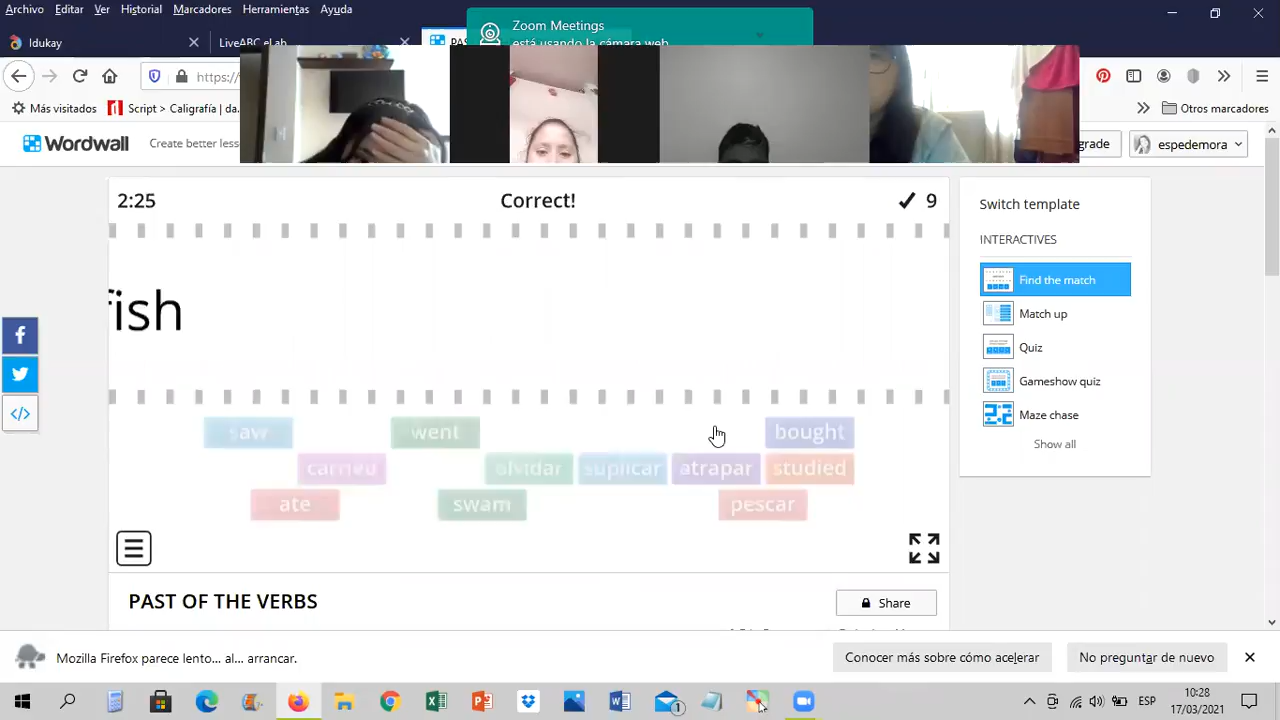 Archivo Editar Ver Historial Marcadores Herramientas Ayuda
Zoom Meetings
está usando la cámara web
Idukay
LiveABC eLab
https://
Más visitados
Script > Caligrafía | da...
Otros marcadores
Wordwall
Create better less
grade
espedemora
2:25
Correct!
9
fish
saw
went
bought
carried
olvidar
suplicar
atrapar
studied
ate
swam
pescar
PAST OF THE VERBS
Share
Switch template
INTERACTIVES
Find the match
Match up
Quiz
Gameshow quiz
Maze chase
Show all
Mozilla Firefox parece lento... al... arrancar.
Conocer más sobre cómo acelerar
No preguntar de nuevo
1
ESP
10:28
17/03/2021